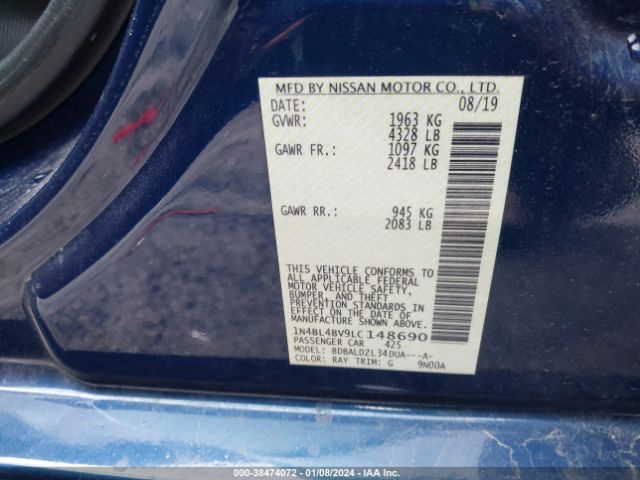 MFD BY NISSAN MOTOR CO., LTD.
DATE: 08/19
GVWR: 1963 KG
4328 LB
GAWR FR.: 1097 KG
2418 LB
GAWR RR.: 945 KG
2083 LB
THIS VEHICLE CONFORMS TO
ALL APPLICABLE FEDERAL
MOTOR VEHICLE SAFETY,
BUMPER, AND THEFT
PREVENTION STANDARDS IN
EFFECT ON THE DATE OF
MANUFACTURE SHOWN ABOVE.
1N4BL4BV9LC148690
PASSENGER CAR 425
MODEL: BDBALDZL34DUA---A-
COLOR: RAY TRIM: G 9N00A
000-38474072 - 01/08/2024 - IAA Inc.